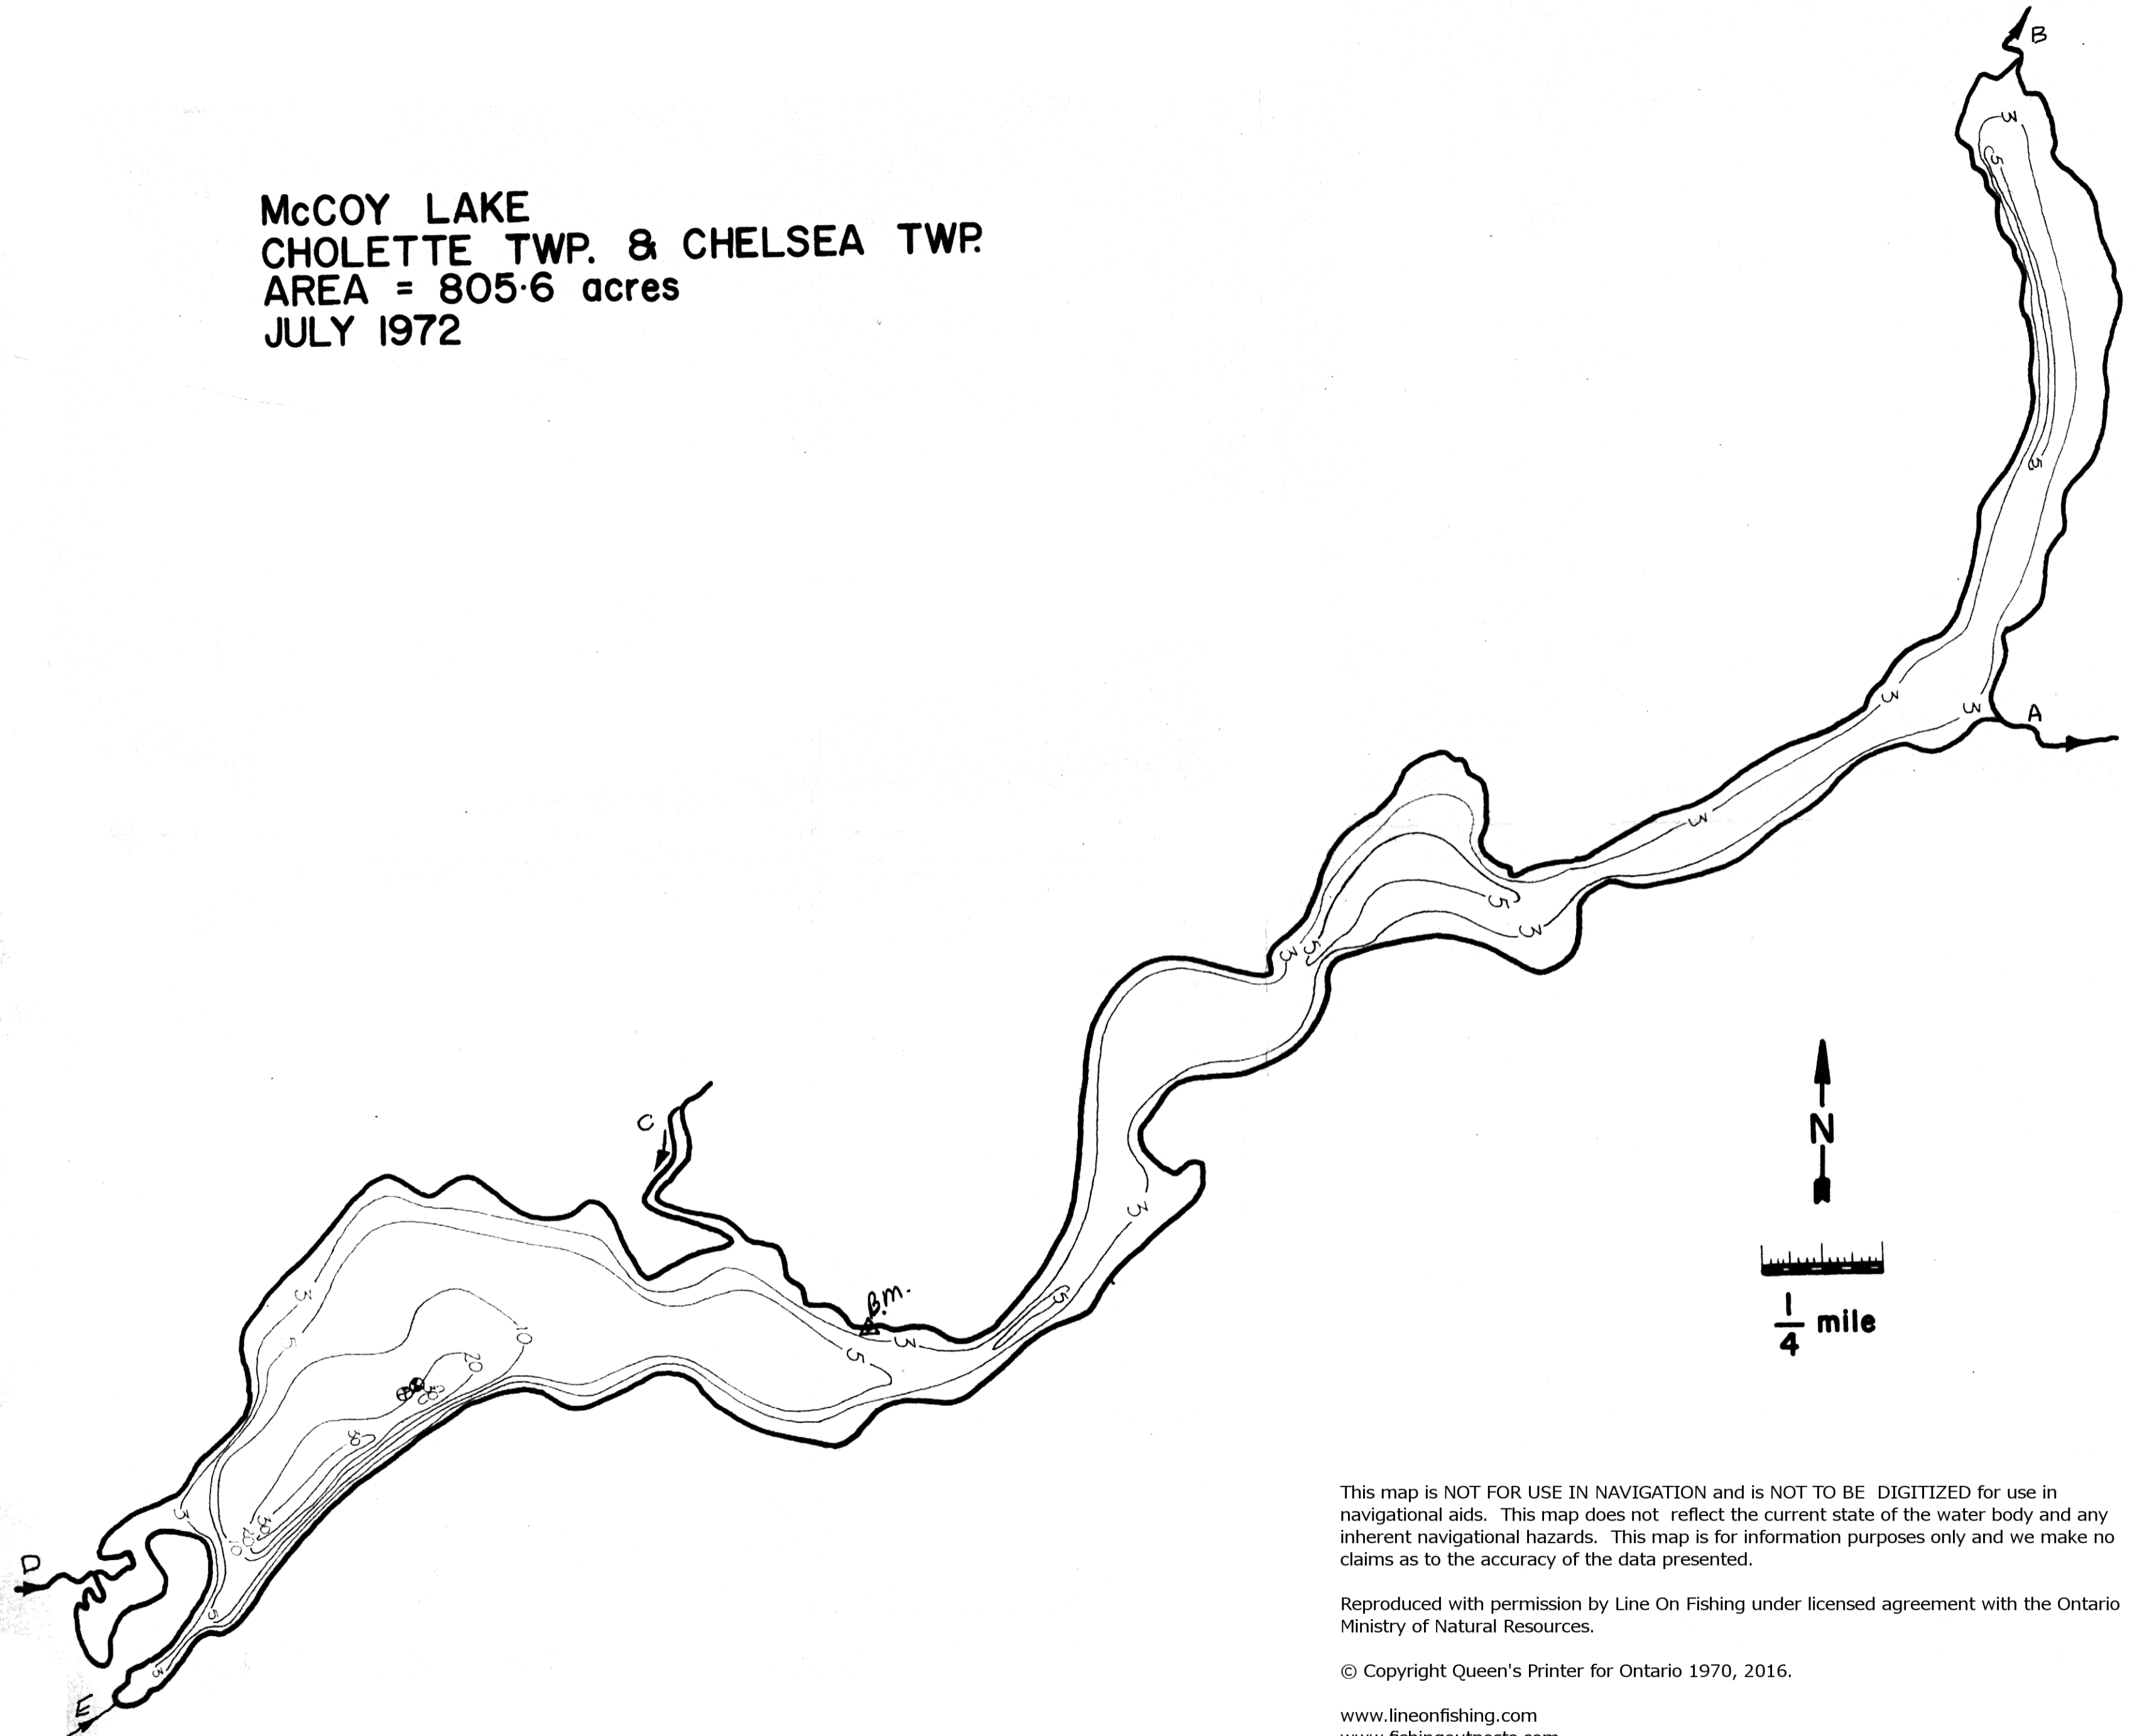 B
McCOY LAKE
CHOLETTE TWP. & CHELSEA TWP.
AREA = 805·6 acres
JULY 1972
3
5
5
3
3
A
3
5
3
3
5
C
N
3
5
B.M.
3
5
3
5
10
20
30
30
1/4 mile
3
30
20
10
D
5
3
E
This map is NOT FOR USE IN NAVIGATION and is NOT TO BE DIGITIZED for use in
navigational aids. This map does not reflect the current state of the water body and any
inherent navigational hazards. This map is for information purposes only and we make no
claims as to the accuracy of the data presented.
Reproduced with permission by Line On Fishing under licensed agreement with the Ontario
Ministry of Natural Resources.
© Copyright Queen's Printer for Ontario 1970, 2016.
www.lineonfishing.com